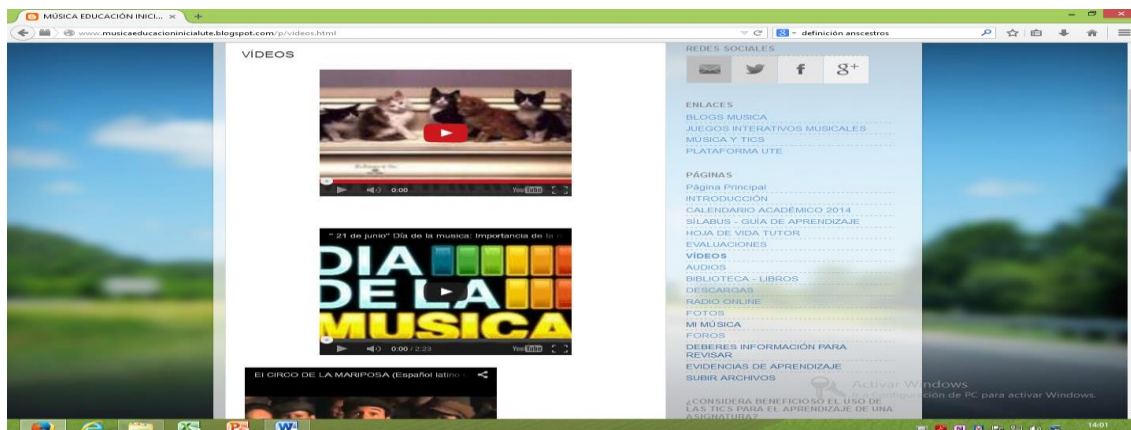 MÚSICA EDUCACIÓN INICI... ×
www.musicaeducacioninicialute.blogspot.com/p/videos.html
definición anscestros
VÍDEOS
0:00
YouTube
" 21 de junio" Día de la musica: Importancia de la
DIA
DE LA
MUSICA
0:00 / 2:23
YouTube
El CIRCO DE LA MARIPOSA (Español latino
REDES SOCIALES
f g+
ENLACES
BLOGS MUSICA
JUEGOS INTERATIVOS MUSICALES
MÚSICA Y TICS
PLATAFORMA UTE
PÁGINAS
Página Principal
INTRODUCCIÓN
CALENDARIO ACADÉMICO 2014
SÍLABUS - GUÍA DE APRENDIZAJE
HOJA DE VIDA TUTOR
EVALUACIONES
VÍDEOS
AUDIOS
BIBLIOTECA - LIBROS
DESCARGAS
RADIO ONLINE
FOTOS
MI MÚSICA
FOROS
DEBERES INFORMACIÓN PARA
REVISAR
EVIDENCIAS DE APRENDIZAJE
SUBIR ARCHIVOS
¿CONSIDERA BENEFICIOSO EL USO DE
LAS TICS PARA EL APRENDIZAJE DE UNA
ASIGNATURA?
Activar Windows
Ir a Configuración de PC para activar Windows.
14:01